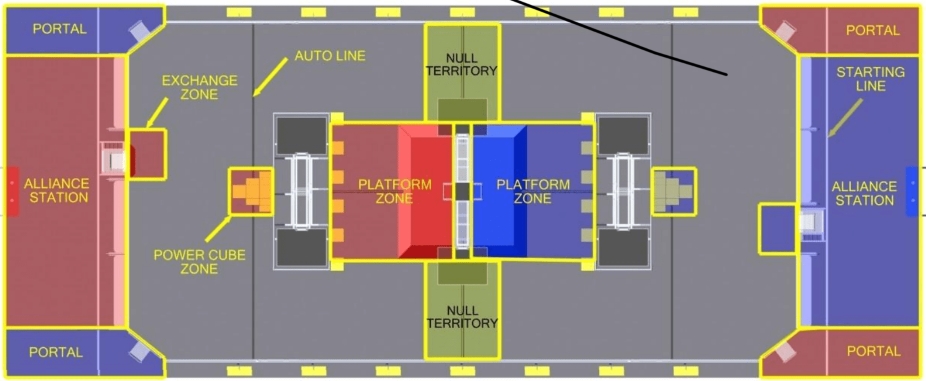 PORTAL
PORTAL
AUTO LINE
NULL
TERRITORY
STARTING
LINE
EXCHANGE
ZONE
ALLIANCE
STATION
PLATFORM
ZONE
PLATFORM
ZONE
ALLIANCE
STATION
POWER CUBE
ZONE
NULL
TERRITORY
PORTAL
PORTAL